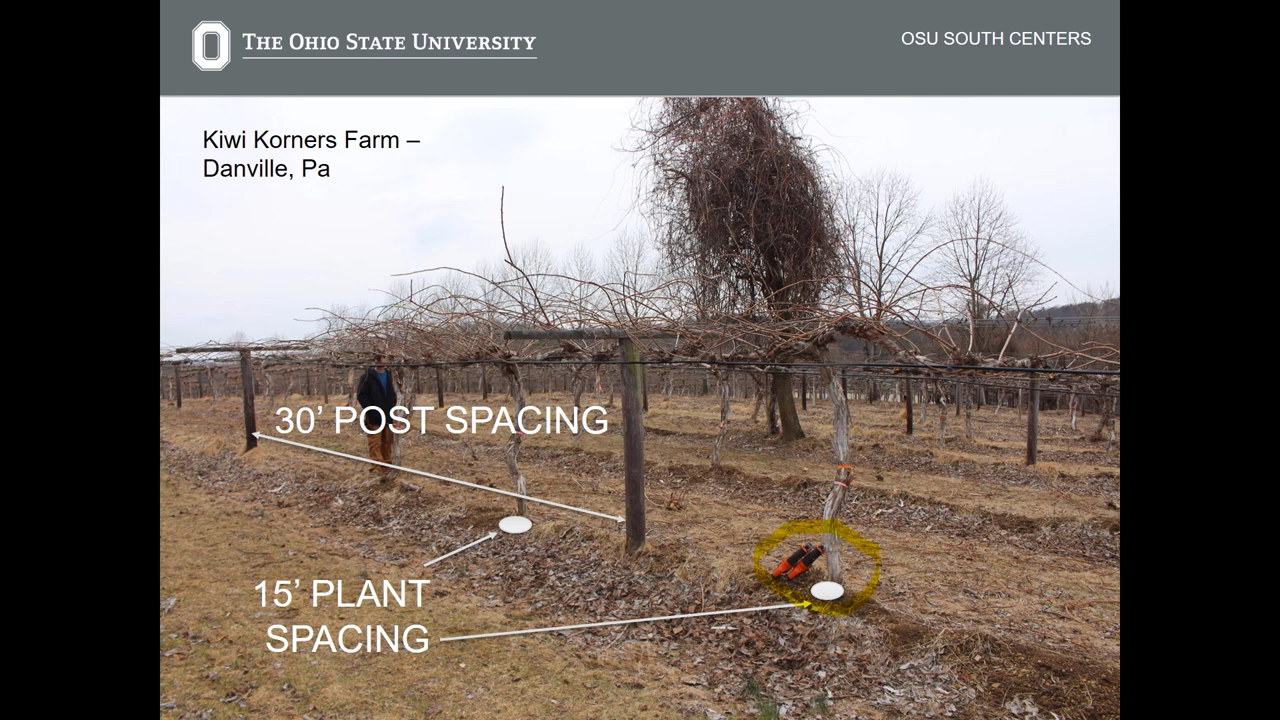 THE OHIO STATE UNIVERSITY
OSU SOUTH CENTERS
Kiwi Korners Farm –
Danville, Pa
30’ POST SPACING
15’ PLANT
SPACING